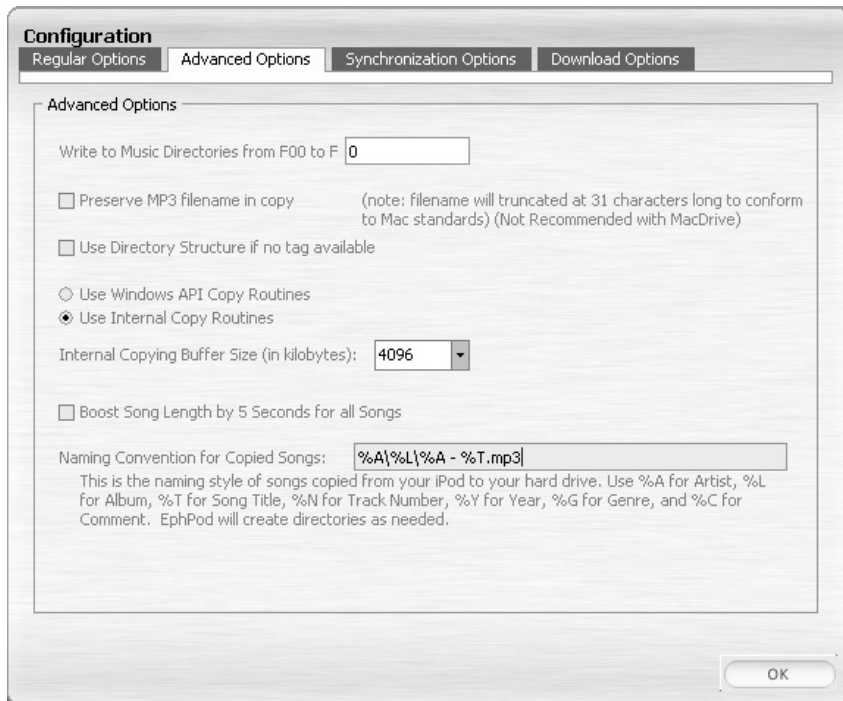 Configuration
Regular Options Advanced Options Synchronization Options Download Options
Advanced Options
Write to Music Directories from F00 to F 0
Preserve MP3 filename in copy (note: filename will truncated at 31 characters long to conform
to Mac standards) (Not Recommended with MacDrive)
Use Directory Structure if no tag available
Use Windows API Copy Routines
Use Internal Copy Routines
Internal Copying Buffer Size (in kilobytes): 4096
Boost Song Length by 5 Seconds for all Songs
Naming Convention for Copied Songs: %A\%L\%A - %T.mp3
This is the naming style of songs copied from your iPod to your hard drive. Use %A for Artist, %L
for Album, %T for Song Title, %N for Track Number, %Y for Year, %G for Genre, and %C for
Comment. EphPod will create directories as needed.
OK